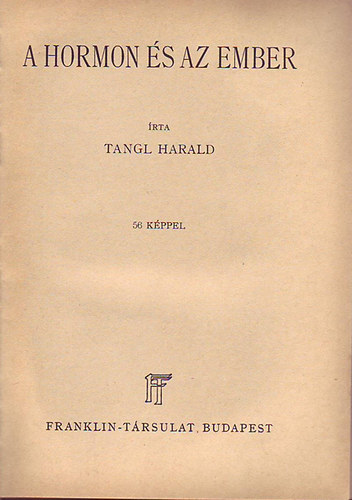 A HORMON ÉS AZ EMBER
ÍRTA
TANGL HARALD
56 KÉPPEL
FT
FRANKLIN-TÁRSULAT, BUDAPEST